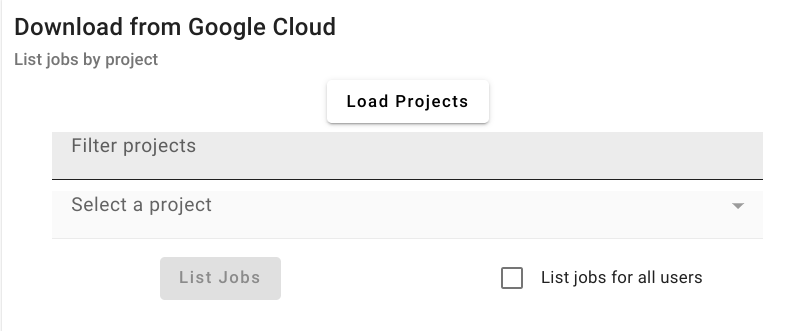 Download from Google Cloud
List jobs by project
Load Projects
Filter projects
Select a project
List Jobs
List jobs for all users